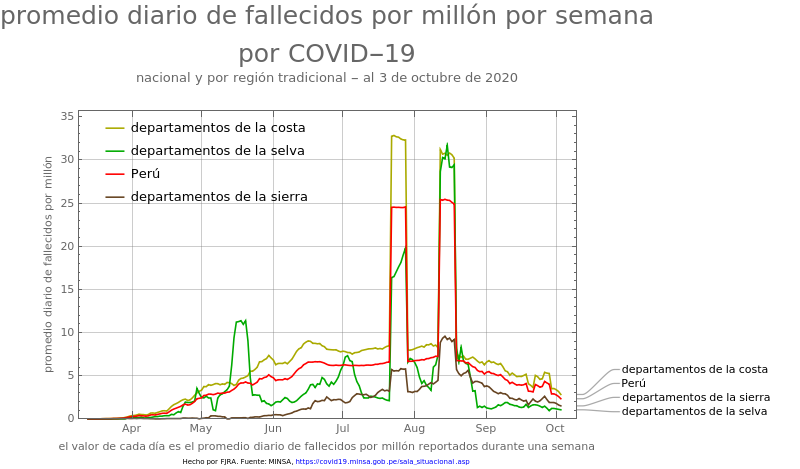 promedio diario de fallecidos por millón por semana
por COVID−19
nacional y por región tradicional − al 3 de octubre de 2020
promedio diario de fallecidos por millón
35
30
25
20
15
10
5
0
departamentos de la costa
departamentos de la selva
Perú
departamentos de la sierra
Apr May Jun Jul Aug Sep Oct
departamentos de la costa
Perú
departamentos de la sierra
departamentos de la selva
el valor de cada día es el promedio diario de fallecidos por millón reportados durante una semana
Hecho por FJRA. Fuente: MINSA, https://covid19.minsa.gob.pe/sala_situacional.asp